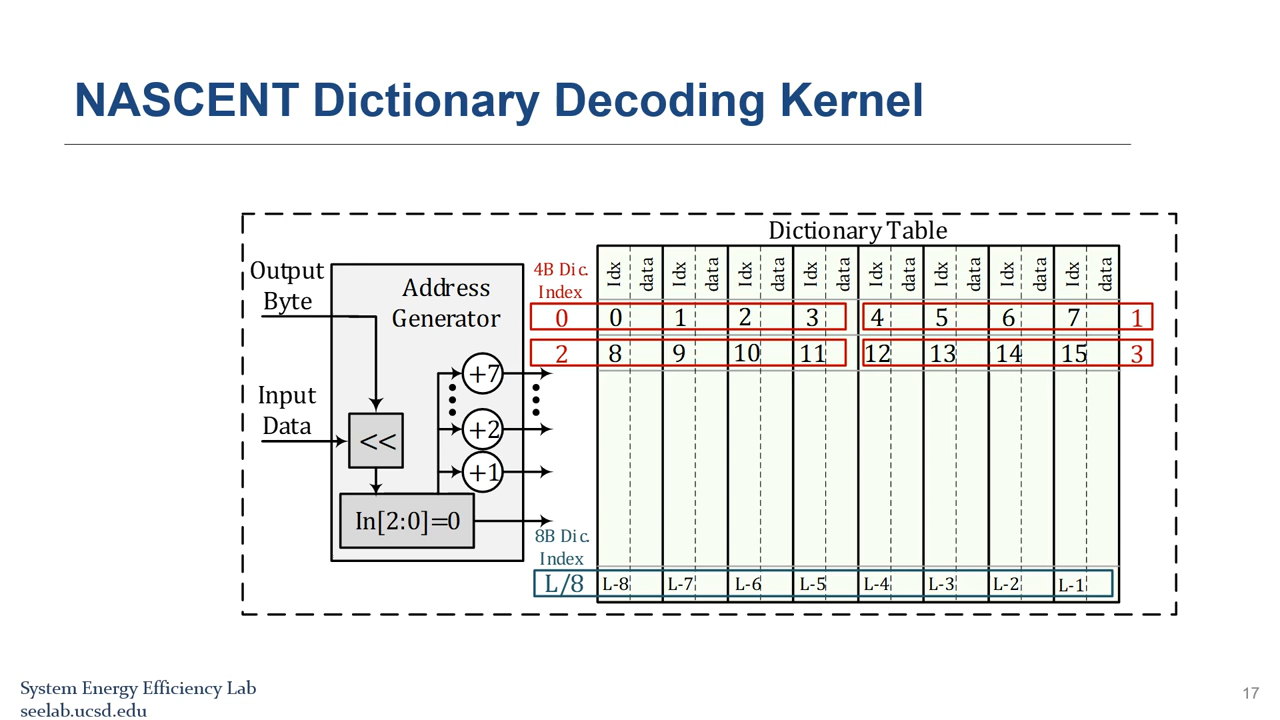 NASCENT Dictionary Decoding Kernel
Dictionary Table
Output
Byte
Input
Data
Address
Generator
<<
In[2:0]=0
+7
+2
+1
4B Dic.
Index
Idx data Idx data Idx data Idx data Idx data Idx data Idx data Idx data
0 0 1 2 3 4 5 6 7 1
2 8 9 10 11 12 13 14 15 3
8B Dic.
Index
L/8 L-8 L-7 L-6 L-5 L-4 L-3 L-2 L-1
System Energy Efficiency Lab
seelab.ucsd.edu
17